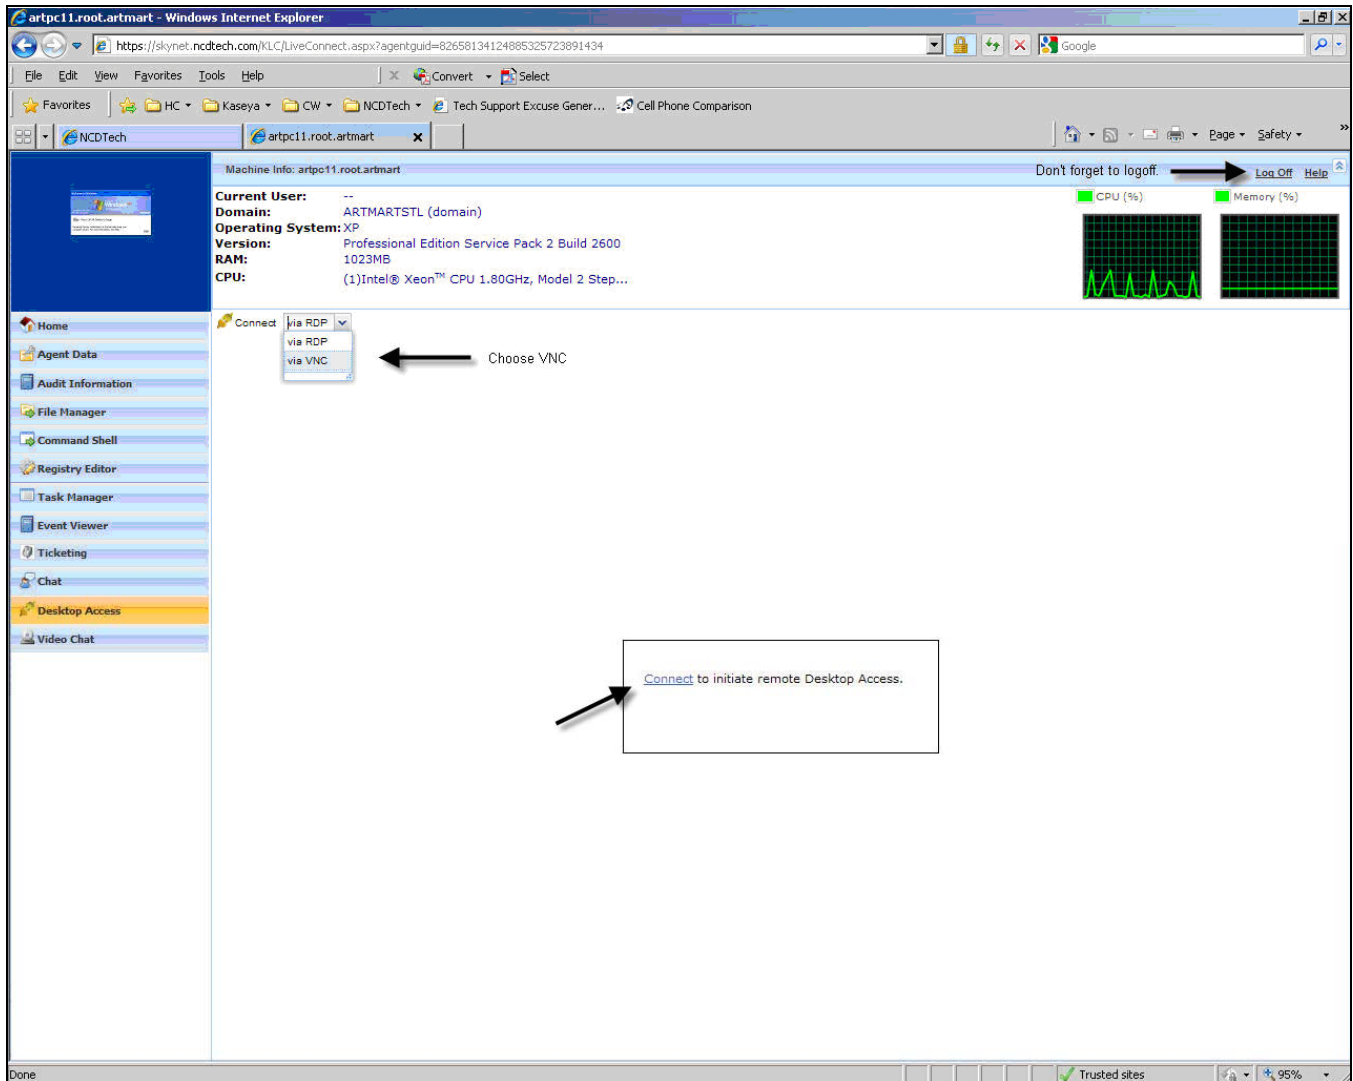 artpc11.root.artmart - Windows Internet Explorer
https://skynet.ncdtech.com/KLC/LiveConnect.aspx?agentguid=82658134124885325723891434
Google
File Edit View Favorites Tools Help
Convert Select
Favorites HC Kaseya CW NCDTech Tech Support Excuse Gener... Cell Phone Comparison
NCDTech artpc11.root.artmart Page Safety
Machine Info: artpc11.root.artmart
Don't forget to logoff.
Log Off Help
Current User: --
Domain: ARTMARTSTL (domain)
Operating System: XP
Version: Professional Edition Service Pack 2 Build 2600
RAM: 1023MB
CPU: (1)Intel® Xeon™ CPU 1.80GHz, Model 2 Step...
CPU (%) Memory (%)
Home
Agent Data
Audit Information
File Manager
Command Shell
Registry Editor
Task Manager
Event Viewer
Ticketing
Chat
Desktop Access
Video Chat
Connect via RDP
via RDP
via VNC
Choose VNC
Connect to initiate remote Desktop Access.
Done
Trusted sites
95%